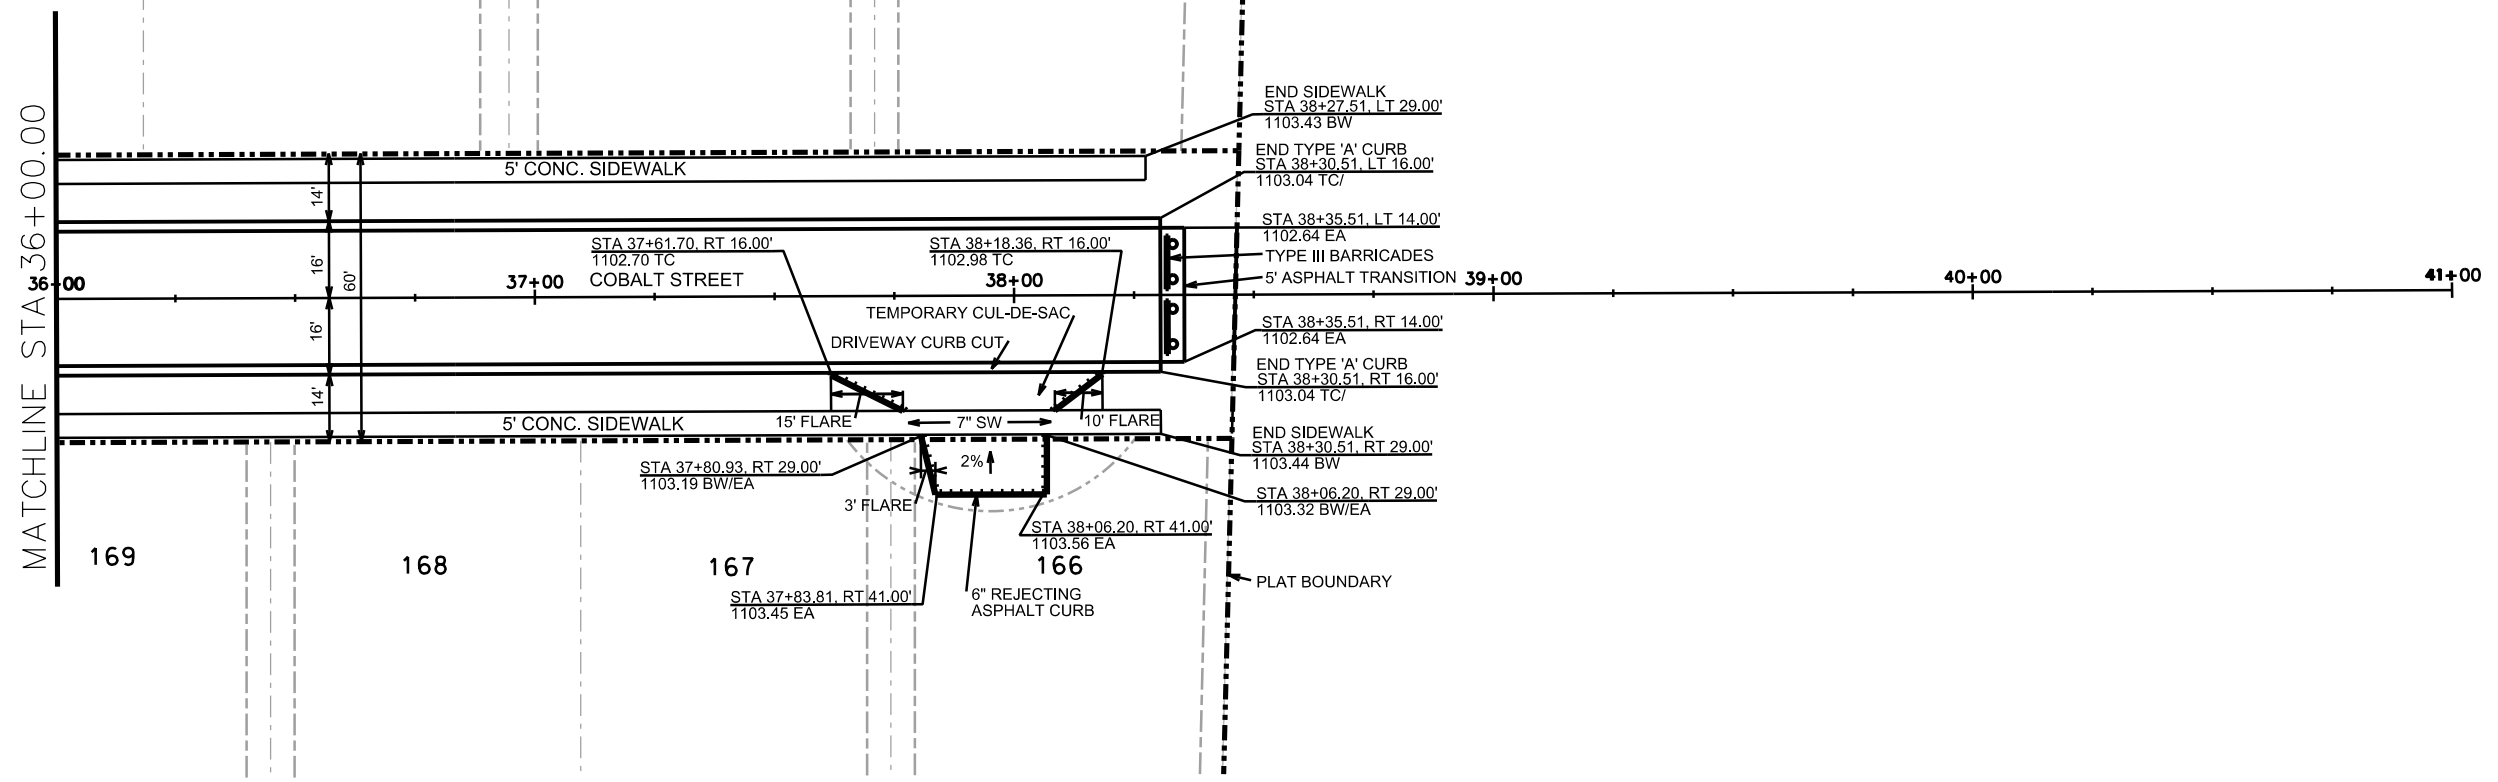 MATCHLINE STA 36+00.00
END SIDEWALK
STA 38+27.51, LT 29.00'
1103.43 BW
END TYPE 'A' CURB
STA 38+30.51, LT 16.00'
1103.04 TC/
5' CONC. SIDEWALK
14'
STA 38+35.51, LT 14.00'
1102.64 EA
TYPE III BARRICADES
5' ASPHALT TRANSITION
STA 37+61.70, RT 16.00'
1102.70 TC
STA 38+18.36, RT 16.00'
1102.98 TC
16'
60'
36+00
37+00
COBALT STREET
38+00
39+00
40+00
41+00
TEMPORARY CUL-DE-SAC
DRIVEWAY CURB CUT
16'
STA 38+35.51, RT 14.00'
1102.64 EA
END TYPE 'A' CURB
STA 38+30.51, RT 16.00'
1103.04 TC/
14'
15' FLARE
7" SW
10' FLARE
5' CONC. SIDEWALK
END SIDEWALK
STA 38+30.51, RT 29.00'
1103.44 BW
2%
STA 37+80.93, RT 29.00'
1103.19 BW/EA
3' FLARE
STA 38+06.20, RT 29.00'
1103.32 BW/EA
STA 38+06.20, RT 41.00'
1103.56 EA
169
168
167
166
STA 37+83.81, RT 41.00'
1103.45 EA
6" REJECTING
ASPHALT CURB
PLAT BOUNDARY